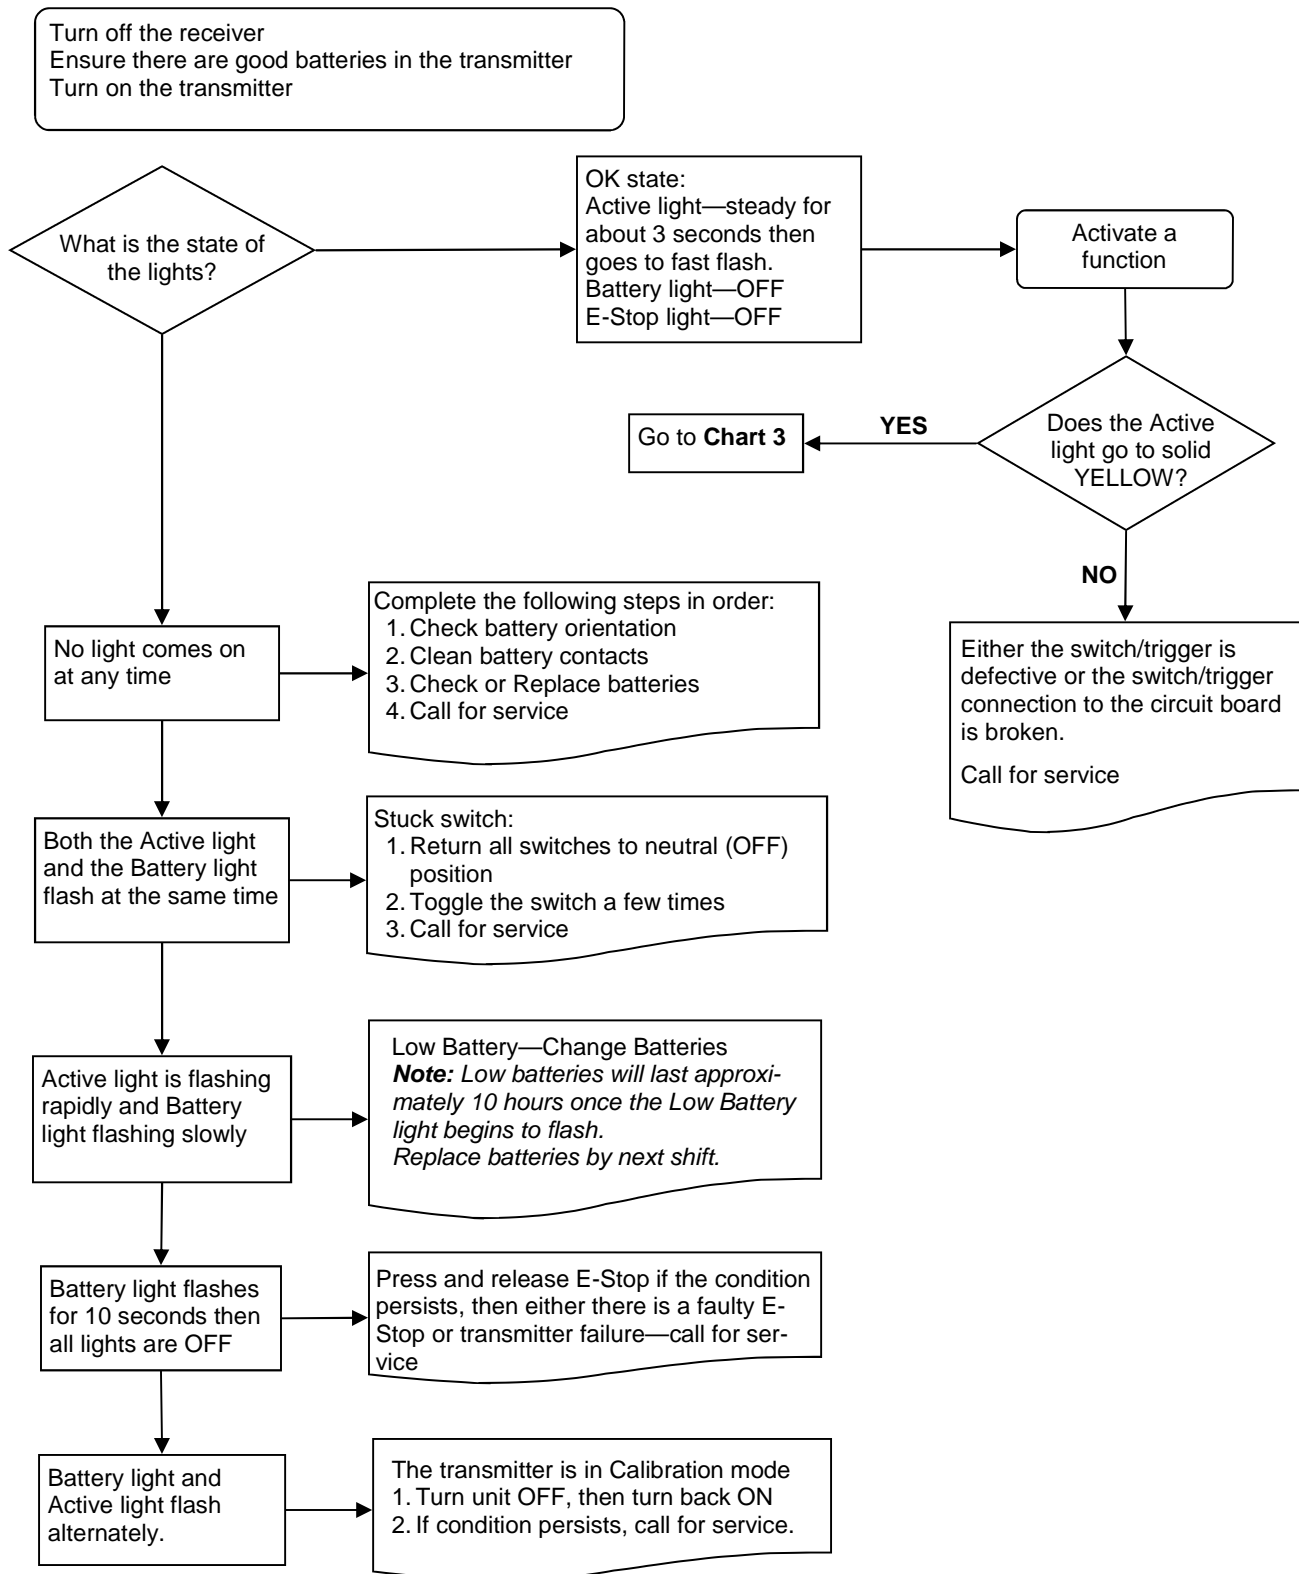 Turn off the receiver
Ensure there are good batteries in the transmitter
Turn on the transmitter
What is the state of
the lights?
OK state:
Active light—steady for
about 3 seconds then
goes to fast flash.
Battery light—OFF
E-Stop light—OFF
Activate a
function
Does the Active
light go to solid
YELLOW?
YES
Go to Chart 3
NO
Either the switch/trigger is
defective or the switch/trigger
connection to the circuit board
is broken.
Call for service
No light comes on
at any time
Complete the following steps in order:
1. Check battery orientation
2. Clean battery contacts
3. Check or Replace batteries
4. Call for service
Both the Active light
and the Battery light
flash at the same time
Stuck switch:
1. Return all switches to neutral (OFF)
position
2. Toggle the switch a few times
3. Call for service
Active light is flashing
rapidly and Battery
light flashing slowly
Low Battery—Change Batteries
Note: Low batteries will last approxi-
mately 10 hours once the Low Battery
light begins to flash.
Replace batteries by next shift.
Battery light flashes
for 10 seconds then
all lights are OFF
Press and release E-Stop if the condition
persists, then either there is a faulty E-
Stop or transmitter failure—call for ser-
vice
Battery light and
Active light flash
alternately.
The transmitter is in Calibration mode
1. Turn unit OFF, then turn back ON
2. If condition persists, call for service.